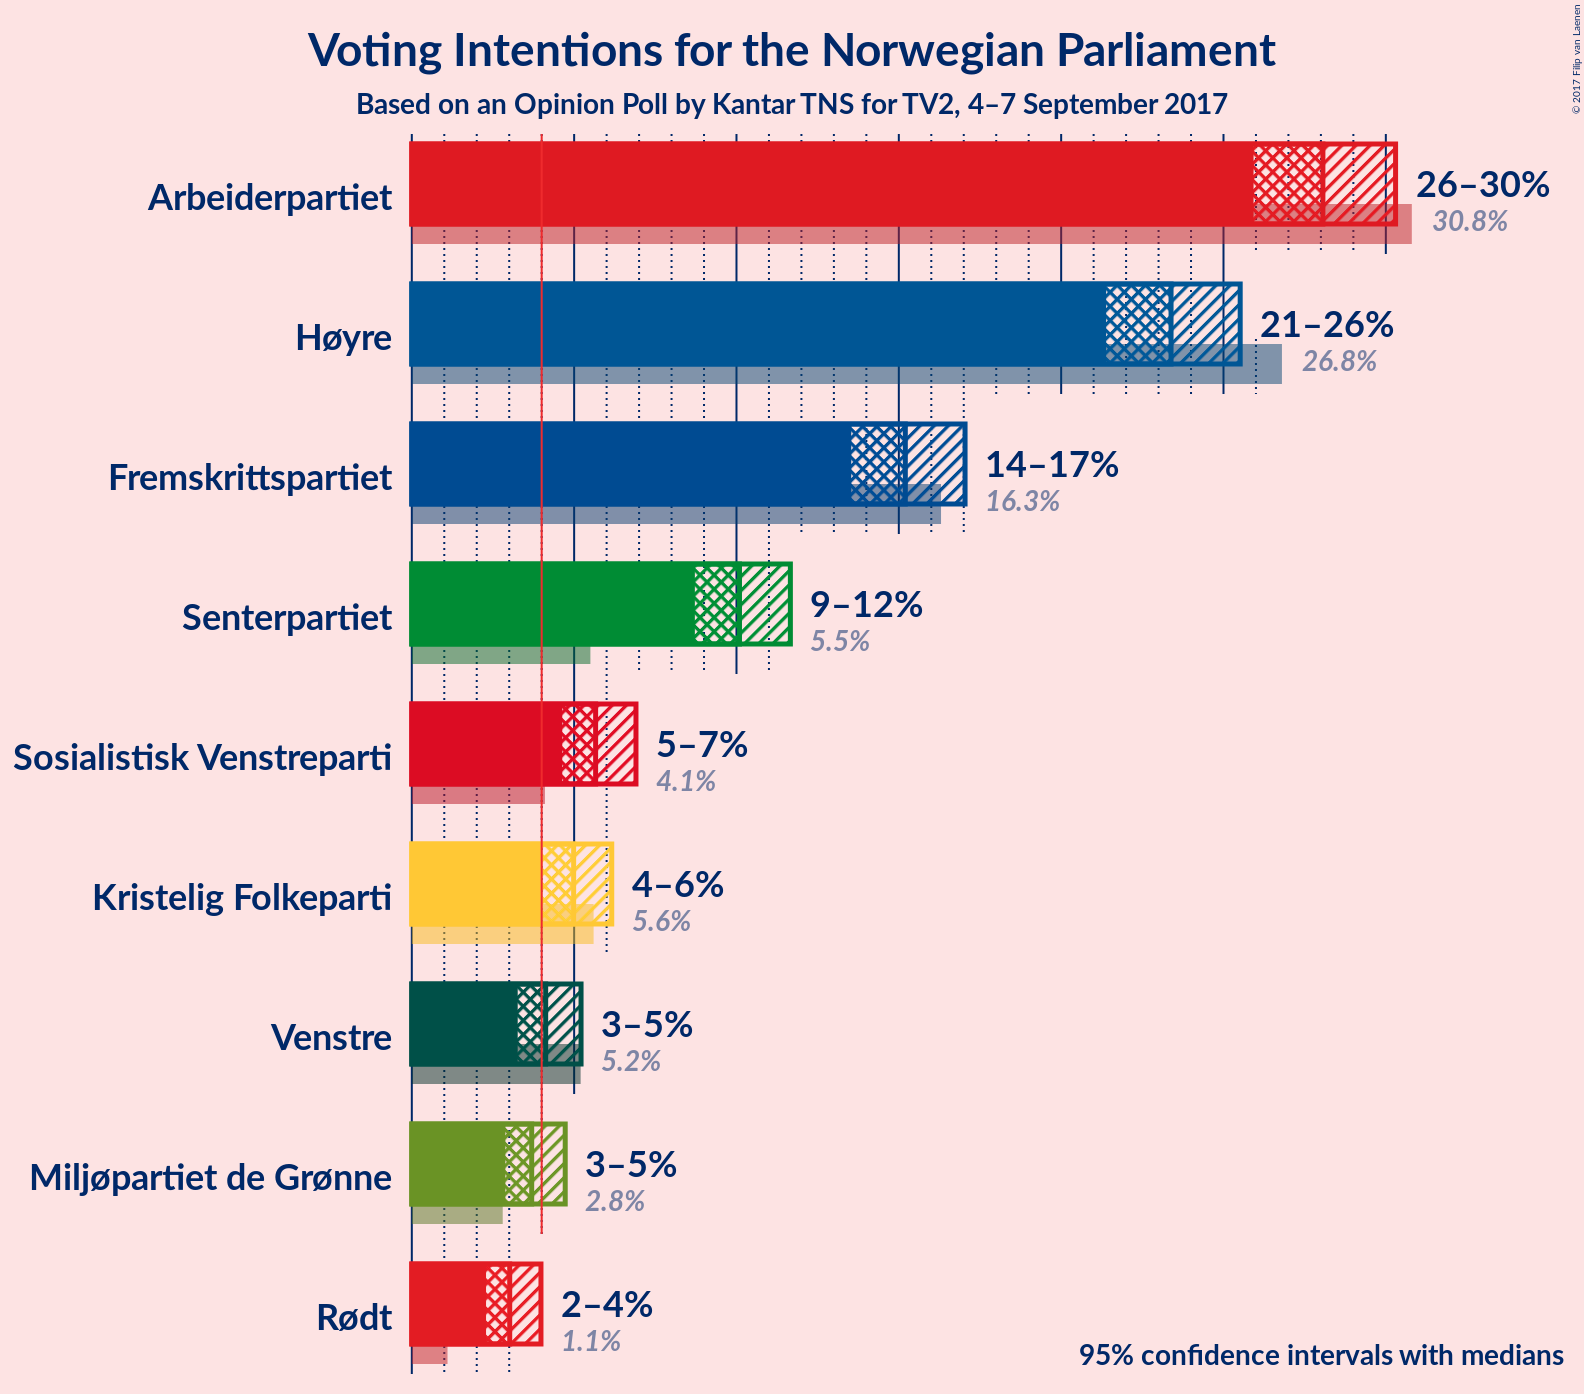 Voting Intentions for the Norwegian Parliament
Based on an Opinion Poll by Kantar TNS for TV2, 4–7 September 2017
© 2017 Filip van Laenen
Arbeiderpartiet
26–30%
30.8%
Høyre
21–26%
26.8%
Fremskrittspartiet
14–17%
16.3%
Senterpartiet
9–12%
5.5%
Sosialistisk Venstreparti
5–7%
4.1%
Kristelig Folkeparti
4–6%
5.6%
Venstre
3–5%
5.2%
Miljøpartiet de Grønne
3–5%
2.8%
Rødt
2–4%
1.1%
95% confidence intervals with medians